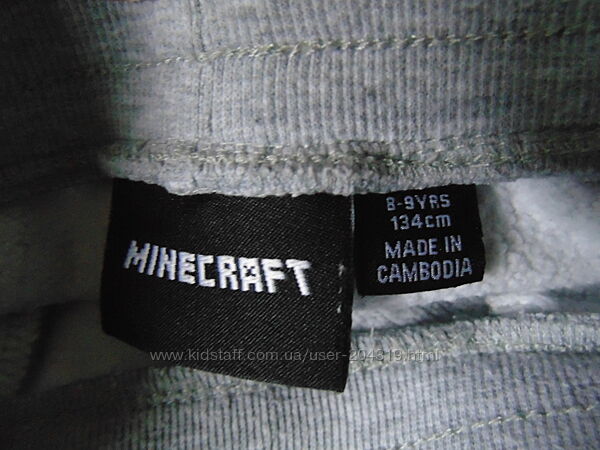 MINECRAFT
8-9YRS
134cm
MADE IN
CAMBODIA
www.kidstaff.com.ua/user-204319.html